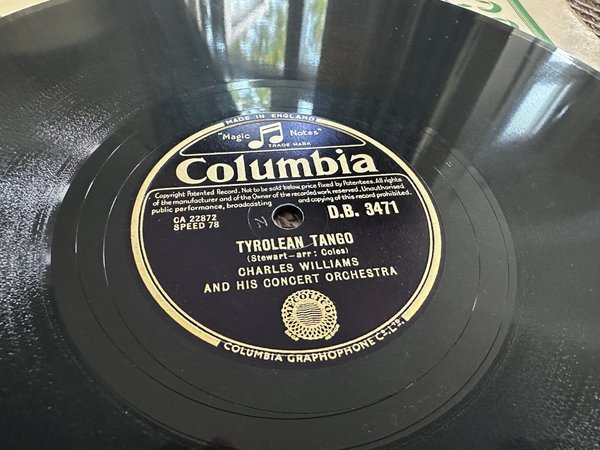 MADE IN ENGLAND
"Magic Notes"
TRADE MARK
Columbia
Copyright Patented Record, Not to be sold below price fixed by Patentees. All rights
of the manufacturer and of the Owner of the recorded work reserved. Unauthorised
public performance, broadcasting and copying of this record prohibited.
CA 22872
SPEED 78
D.B. 3471
TYROLEAN TANGO
(Stewart-arr: Coles)
CHARLES WILLIAMS
AND HIS CONCERT ORCHESTRA
COLUMBIA GRAPHOPHONE Co. Ltd.